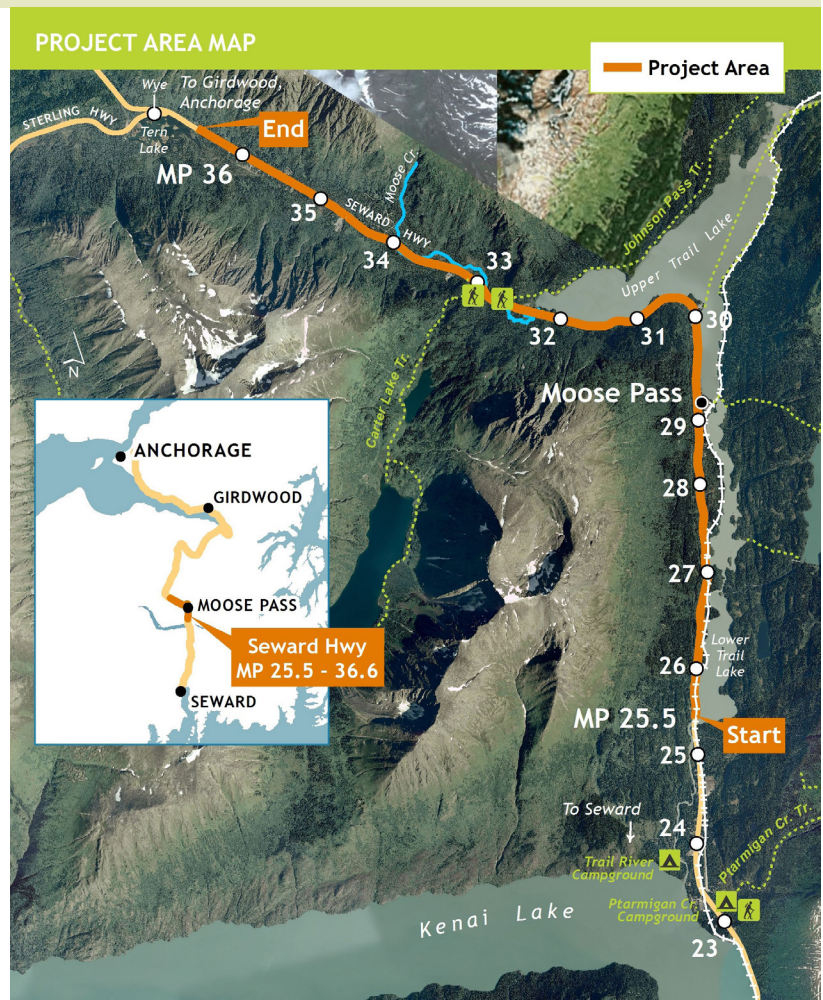 PROJECT AREA MAP
Project Area
Wye
To Girdwood,
Anchorage
STERLING HWY
Tern
Lake
End
MP 36
35
Moose Cr.
SEWARD HWY
34
33
Johnson Pass Tr.
Upper Trail Lake
32
31
30
N
Carter Lake Tr.
Moose Pass
29
28
27
26
Lower
Trail
Lake
MP 25.5
Start
25
ANCHORAGE
GIRDWOOD
MOOSE PASS
Seward Hwy
MP 25.5 - 36.6
SEWARD
To Seward
24
Trail River
Campground
Ptarmigan Cr. Tr.
Ptarmigan Cr.
Campground
Kenai Lake
23